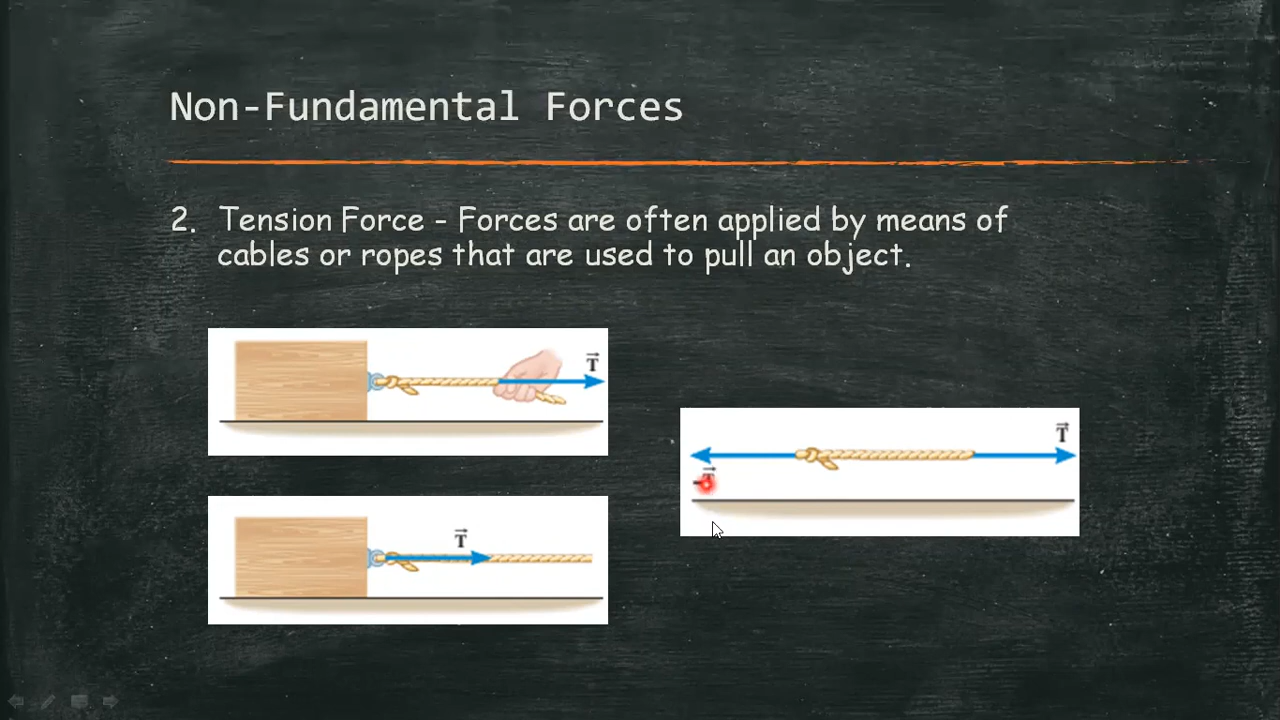 Non-Fundamental Forces
2. Tension Force - Forces are often applied by means of
cables or ropes that are used to pull an object.
T⃗
T⃗
T⃗